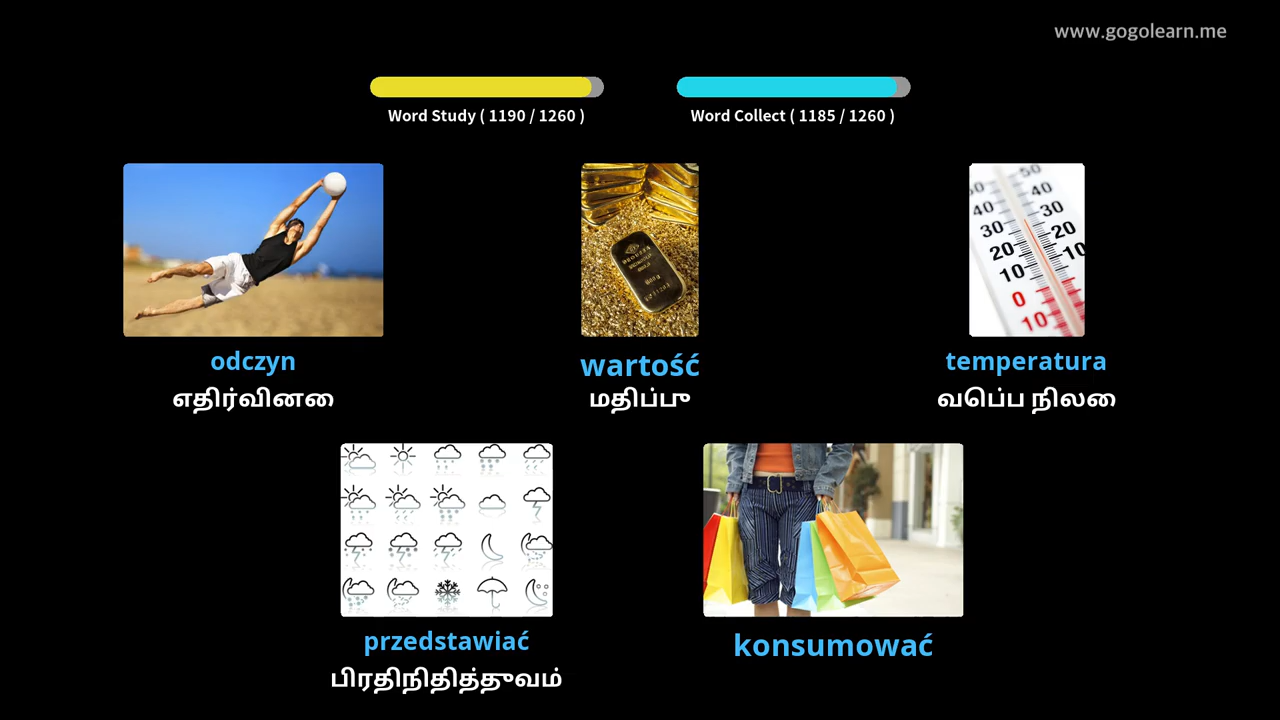 www.gogolearn.me
Word Study ( 1190 / 1260 )
Word Collect ( 1185 / 1260 )
odczyn
எதிர்வினை
wartość
மதிப்பு
temperatura
வெப்ப நிலை
przedstawiać
பிரதிநிதித்துவம்
konsumować